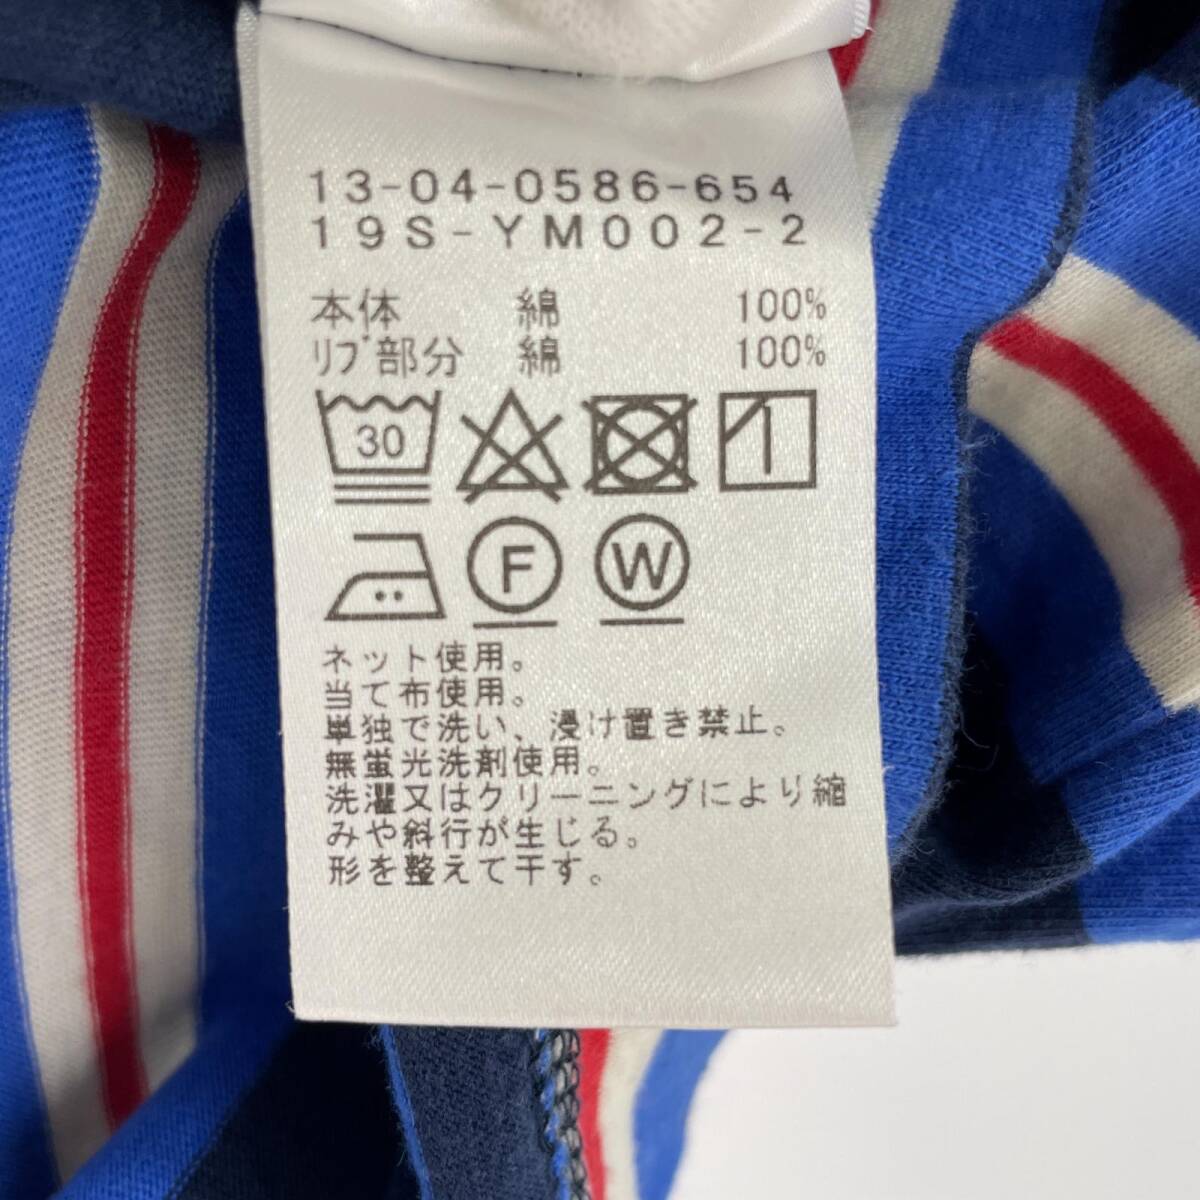 13-04-0586-654
19S-YM002-2
本体 綿 100%
ﾘﾌﾞ部分 綿 100%
30
F W
ネット使用。
当て布使用。
単独で洗い、浸け置き禁止。
無蛍光洗剤使用。
洗濯又はクリーニングにより縮
みや斜行が生じる。
形を整えて干す。